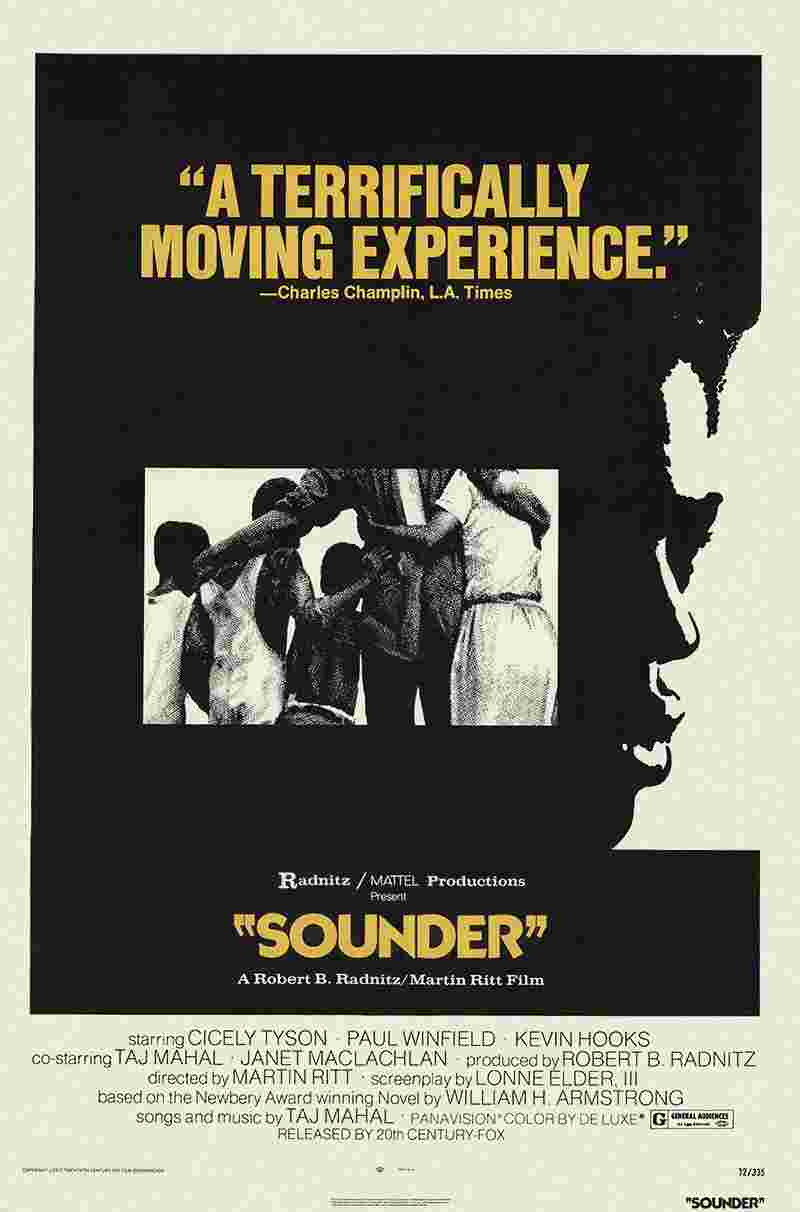 “A TERRIFICALLY
MOVING EXPERIENCE.”
—Charles Champlin, L.A. Times
Radnitz / MATTEL Productions
Present
"SOUNDER"
A Robert B. Radnitz/Martin Ritt Film
starring CICELY TYSON · PAUL WINFIELD · KEVIN HOOKS
co-starring TAJ MAHAL · JANET MACLACHLAN · produced by ROBERT B. RADNITZ
directed by MARTIN RITT · screenplay by LONNE ELDER, III
based on the Newbery Award winning Novel by WILLIAM H. ARMSTRONG
songs and music by TAJ MAHAL · PANAVISION® COLOR BY DE LUXE® G GENERAL AUDIENCES
RELEASED BY 20th CENTURY-FOX
72/335
"SOUNDER"